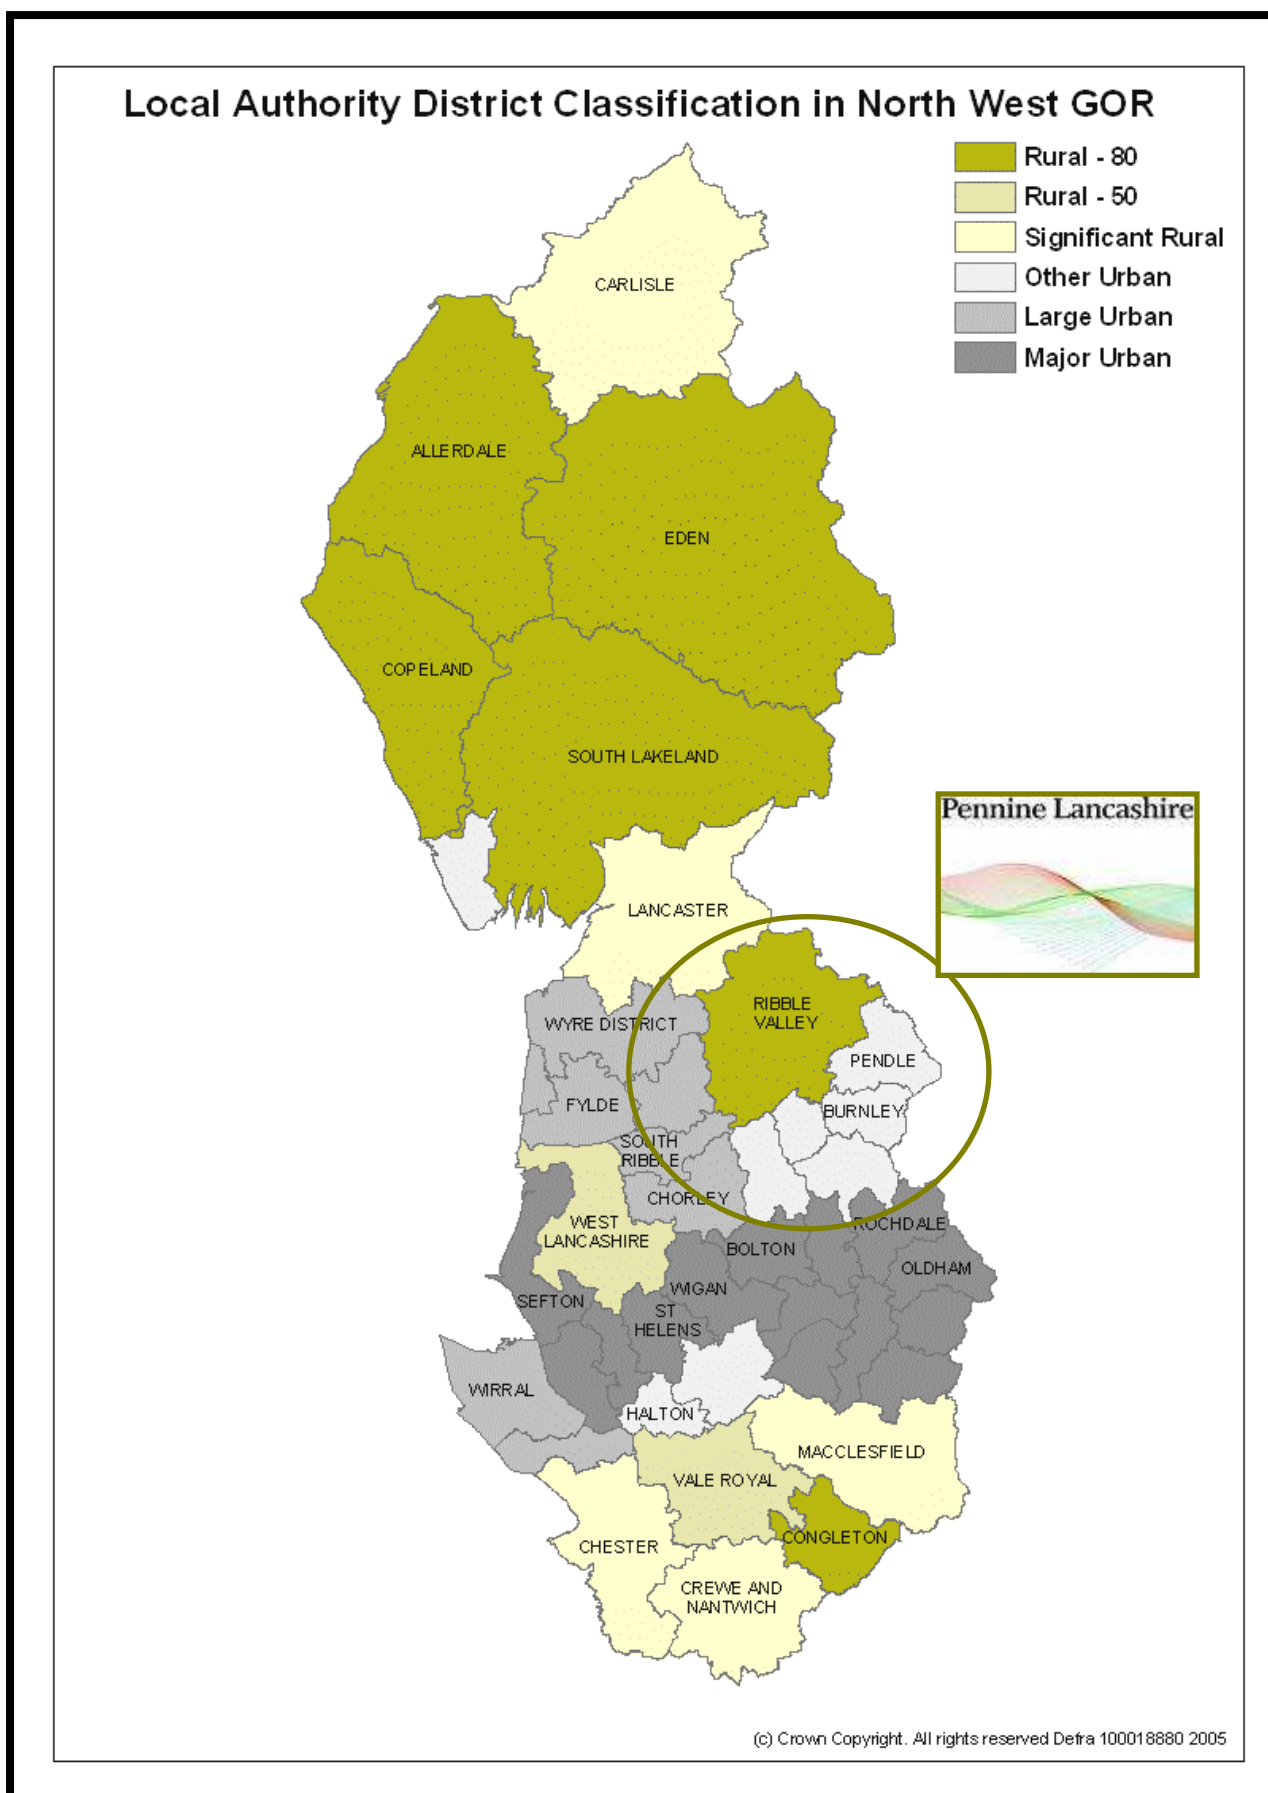 Local Authority District Classification in North West GOR
Rural - 80
Rural - 50
Significant Rural
Other Urban
Large Urban
Major Urban
CARLISLE
ALLERDALE
EDEN
COPELAND
SOUTH LAKELAND
Pennine Lancashire
LANCASTER
RIBBLE
VALLEY
WYRE DISTRICT
PENDLE
FYLDE
BURNLEY
SOUTH
RIBBLE
CHORLEY
WEST
LANCASHIRE
ROCHDALE
BOLTON
OLDHAM
WIGAN
SEFTON
ST
HELENS
WIRRAL
HALTON
MACCLESFIELD
VALE ROYAL
CONGLETON
CHESTER
CREWE AND
NANTWICH
(c) Crown Copyright. All rights reserved Defra 100018880 2005